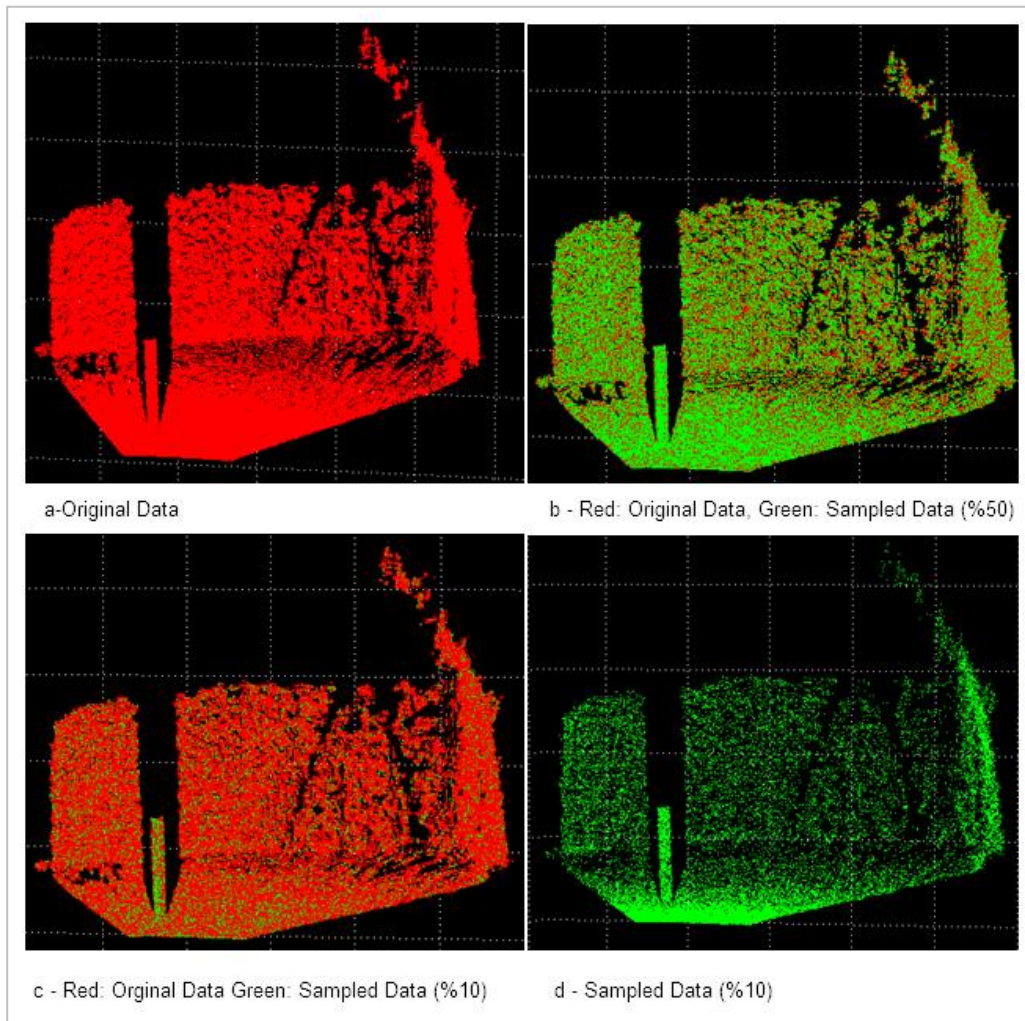 a-Original Data
b - Red: Original Data, Green: Sampled Data (%50)
c - Red: Orginal Data Green: Sampled Data (%10)
d - Sampled Data (%10)